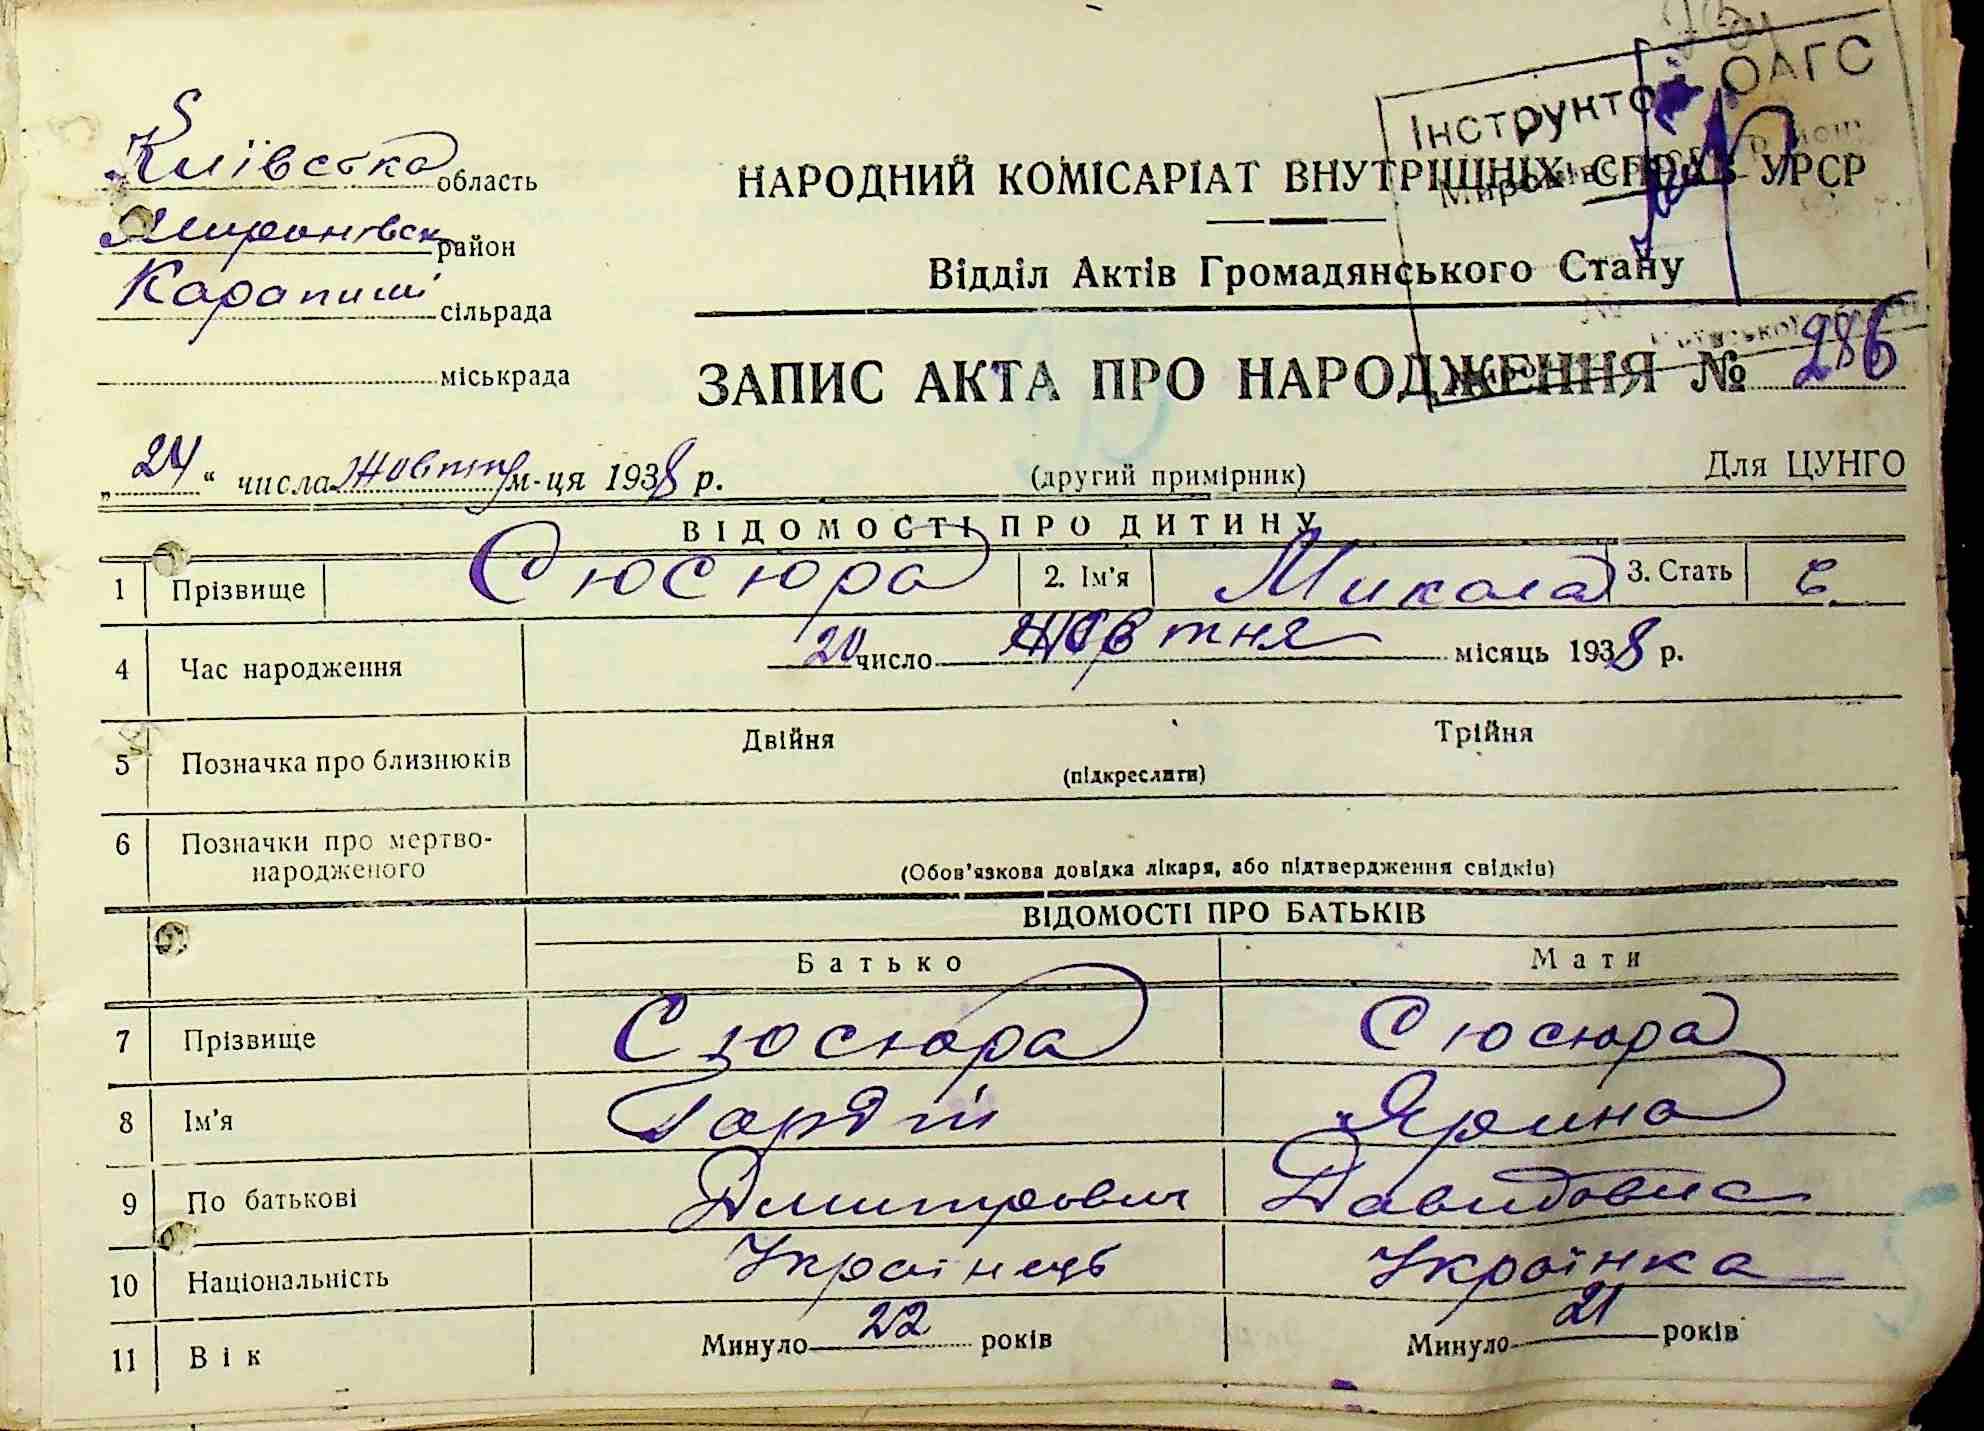 Інструктор ОАГС
Київська область
НАРОДНИЙ КОМІСАРІАТ ВНУТРІШНІХ СПРАВ УРСР
Миронівськ район
Відділ Актів Громадянського Стану
Карапиші сільрада
міськрада
ЗАПИС АКТА ПРО НАРОДЖЕННЯ № 286
„24“ числа Жовтня м-ця 1938 р. (другий примірник) Для ЦУНГО
ВІДОМОСТІ ПРО ДИТИНУ
1 Прізвище Сюсюра 2. Ім'я Микола 3. Стать Ч
4 Час народження 20 число Жовтня місяць 1938 р.
5 Позначка про близнюків Двійня Трійня
(підкреслити)
6 Позначки про мертво-
народженого (Обов'язкова довідка лікаря, або підтвердження свідків)
ВІДОМОСТІ ПРО БАТЬКІВ
Батько Мати
7 Прізвище Сюсюра Сюсюра
8 Ім'я Гордій Ярина
9 По батькові Дмитрович Давидовна
10 Національність Українець Українка
11 Вік Минуло 22 років Минуло 21 років